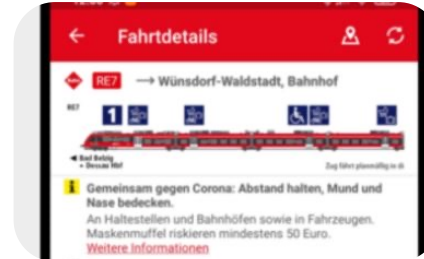 Fahrtdetails
RE7 → Wünsdorf-Waldstadt, Bahnhof
RE7
1
◄ Bad Belzig
+ Dessau Hbf
Zug fährt planmäßig in di
Gemeinsam gegen Corona: Abstand halten, Mund und
Nase bedecken.
An Haltestellen und Bahnhöfen sowie in Fahrzeugen.
Maskenmuffel riskieren mindestens 50 Euro.
Weitere Informationen